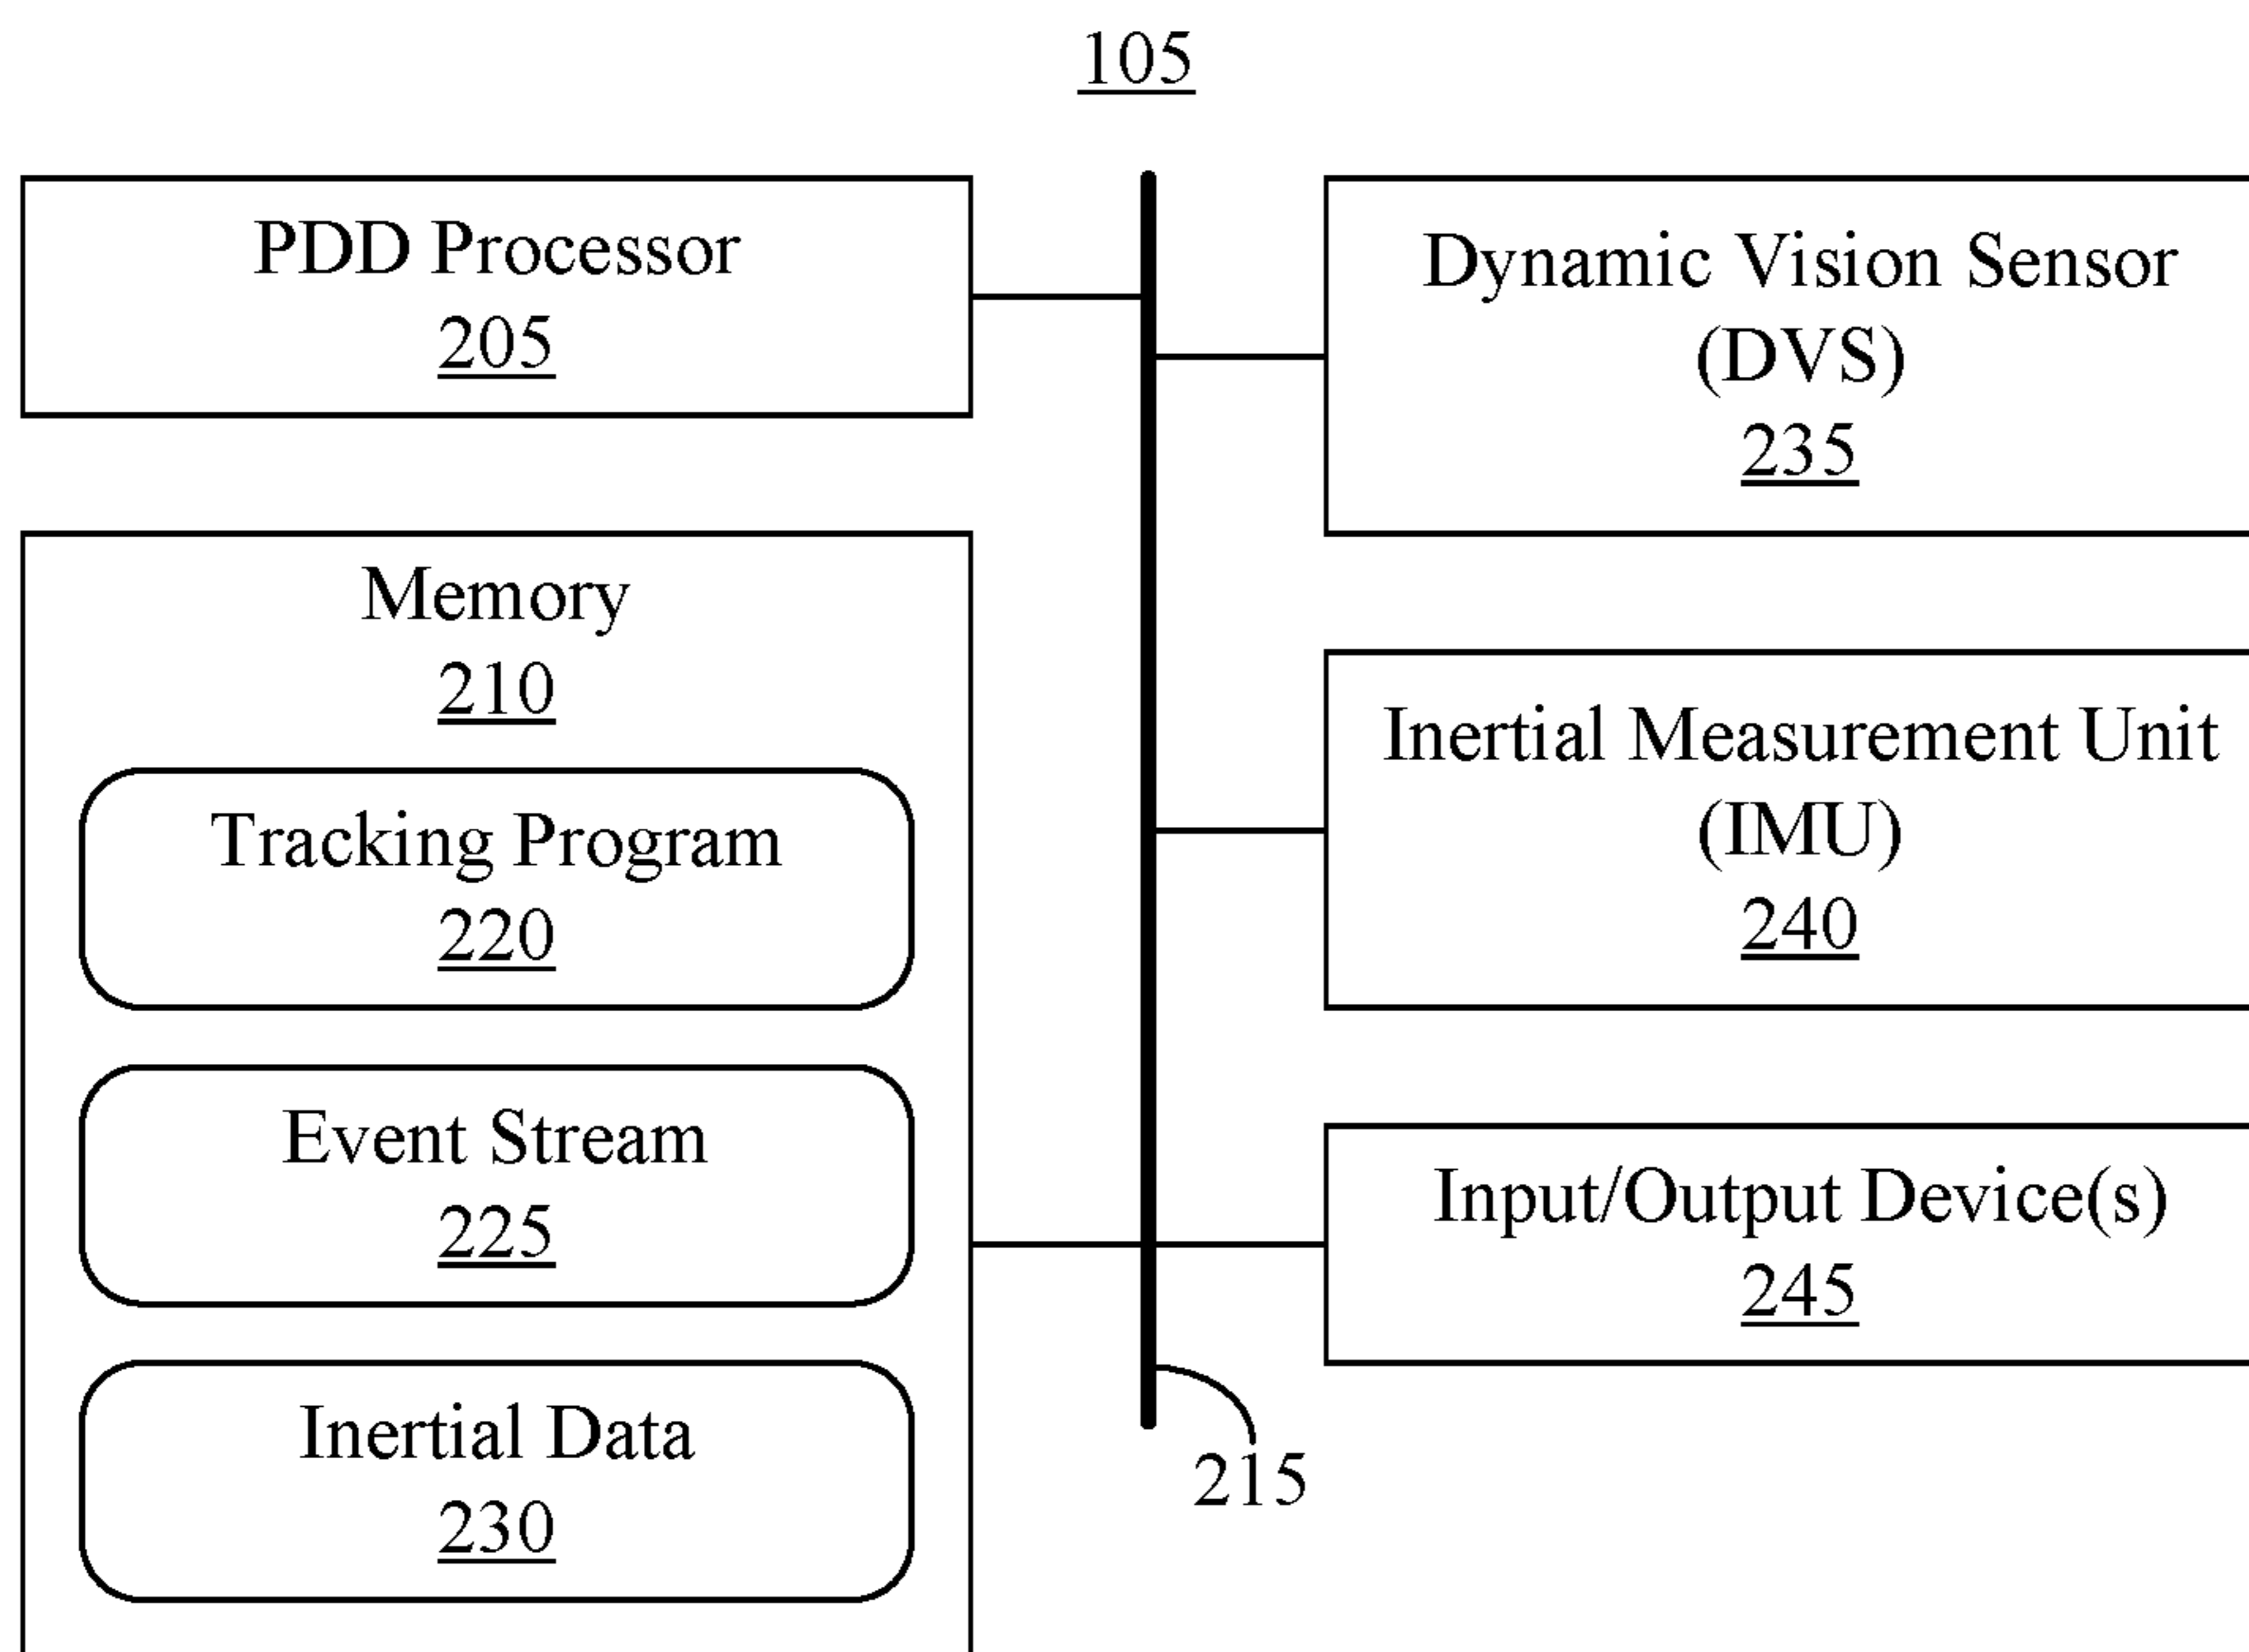 105
PDD Processor
205
Memory
210
Tracking Program
220
Event Stream
225
Inertial Data
230
Dynamic Vision Sensor
(DVS)
235
Inertial Measurement Unit
(IMU)
240
Input/Output Device(s)
245
215